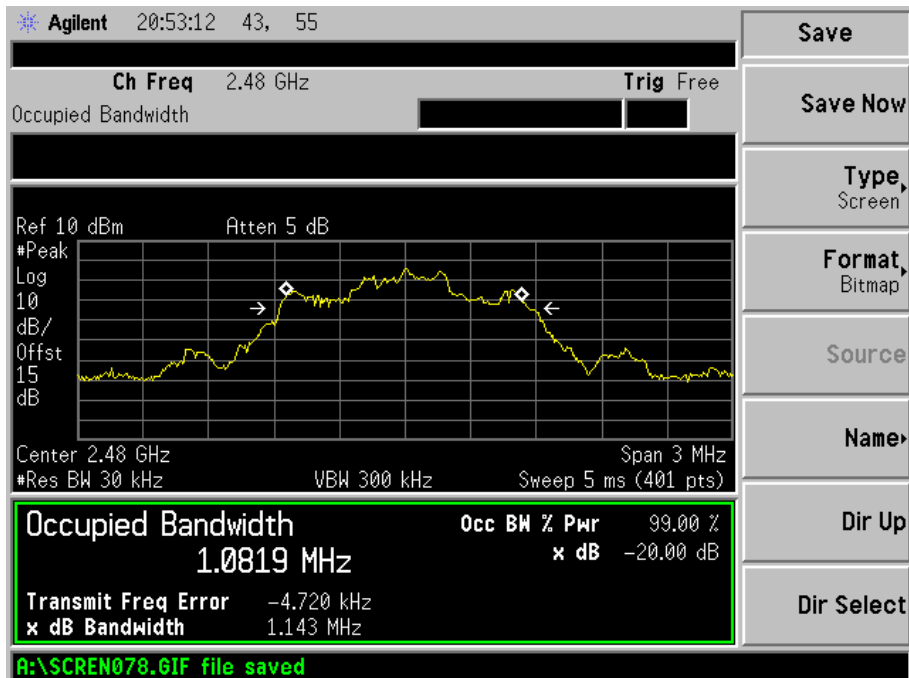 Agilent 20:53:12 43, 55
Save
Ch Freq 2.48 GHz Trig Free
Occupied Bandwidth
Save Now
Type
Screen
Ref 10 dBm Atten 5 dB
#Peak
Log
10
dB/
Offst
15
dB
Format
Bitmap
Source
Center 2.48 GHz Span 3 MHz
#Res BW 30 kHz VBW 300 kHz Sweep 5 ms (401 pts)
Name
Occupied Bandwidth Occ BW % Pwr 99.00 %
1.0819 MHz x dB -20.00 dB
Dir Up
Transmit Freq Error -4.720 kHz
x dB Bandwidth 1.143 MHz
Dir Select
A:\SCREN078.GIF file saved